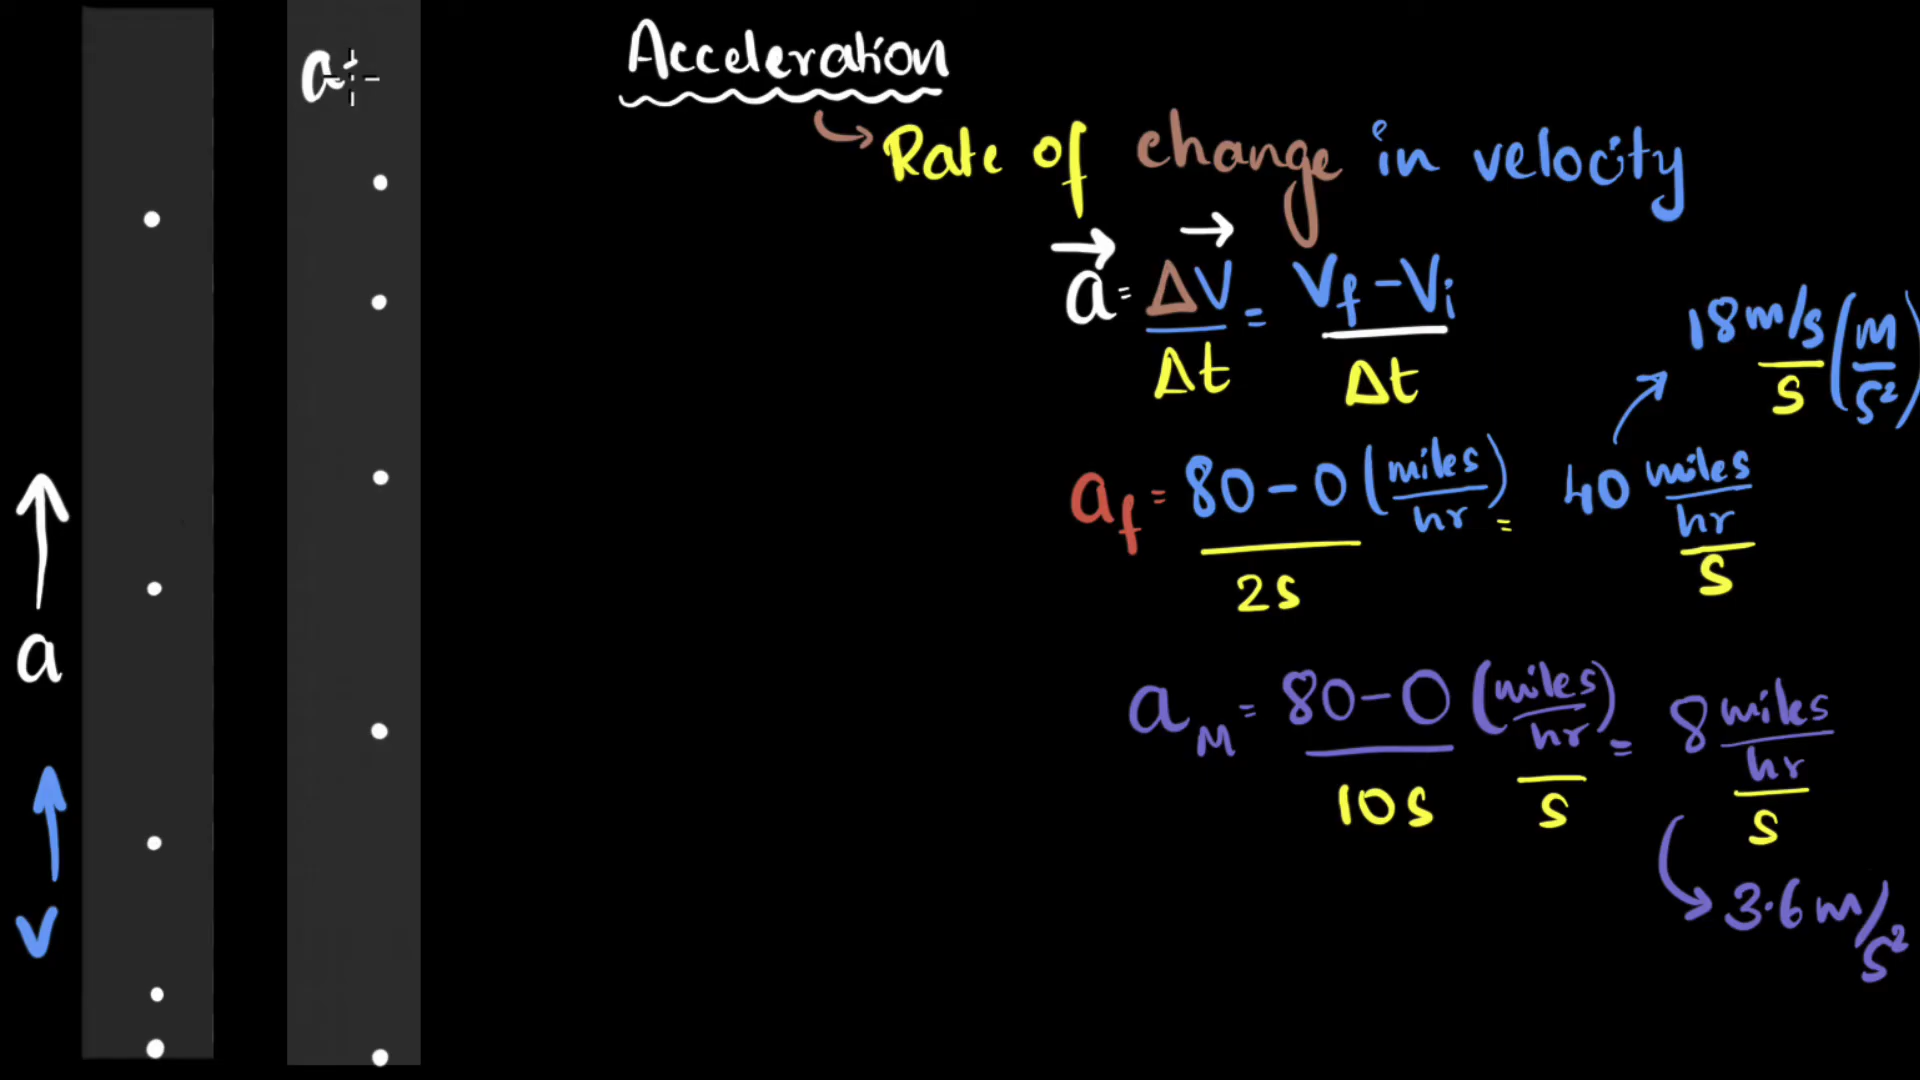 Acceleration
Rate of change in velocity
a = Δv/Δt = Vf - Vi/Δt
18 m/s/s (m/s²)
af = 80 - 0 (miles/hr)/2s = 40 miles/hr/s
aM = 80 - 0 (miles/hr)/10s /s = 8 miles/hr/s
3.6 m/s²
a
a
v